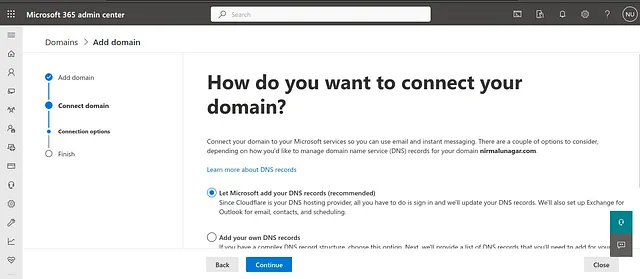 Microsoft 365 admin center
Search
NU
Domains > Add domain
Add domain
Connect domain
Connection options
Finish
How do you want to connect your
domain?
Connect your domain to your Microsoft services so you can use email and instant messaging. There are a couple of options to consider,
depending on how you'd like to manage domain name service (DNS) records for your domain nirmalunagar.com.
Learn more about DNS records
Let Microsoft add your DNS records (recommended)
Since Cloudflare is your DNS hosting provider, all you have to do is sign in and we'll update your DNS records. We'll also set up Exchange for
Outlook for email, contacts, and scheduling.
Add your own DNS records
If you have a complex DNS record structure, choose this option. Next, we'll provide a list of DNS records that you'll need to add for your
Back
Continue
Close